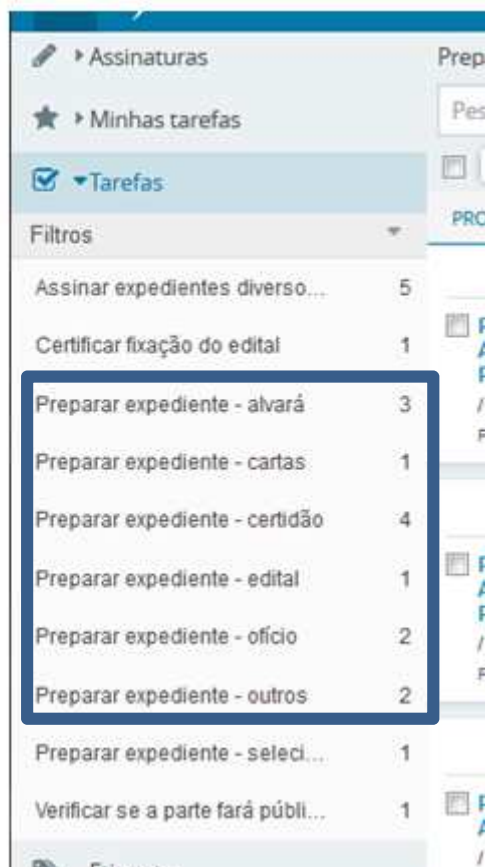 Assinaturas
Prep
Minhas tarefas
Pes
Tarefas
PRO
Filtros
Assinar expedientes diverso... 5
Certificar fixação do edital 1
Preparar expediente - alvará 3
Preparar expediente - cartas 1
Preparar expediente - certidão 4
Preparar expediente - edital 1
Preparar expediente - ofício 2
Preparar expediente - outros 2
Preparar expediente - seleci... 1
Verificar se a parte fará públi... 1